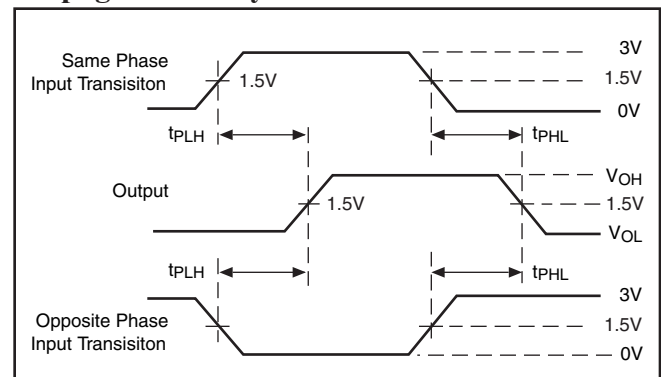 3V
Same Phase
Input Transisiton
1.5V
1.5V
0V
tPLH
tPHL
VOH
Output
1.5V
1.5V
VOL
tPLH
tPHL
3V
Opposite Phase
Input Transisiton
1.5V
0V